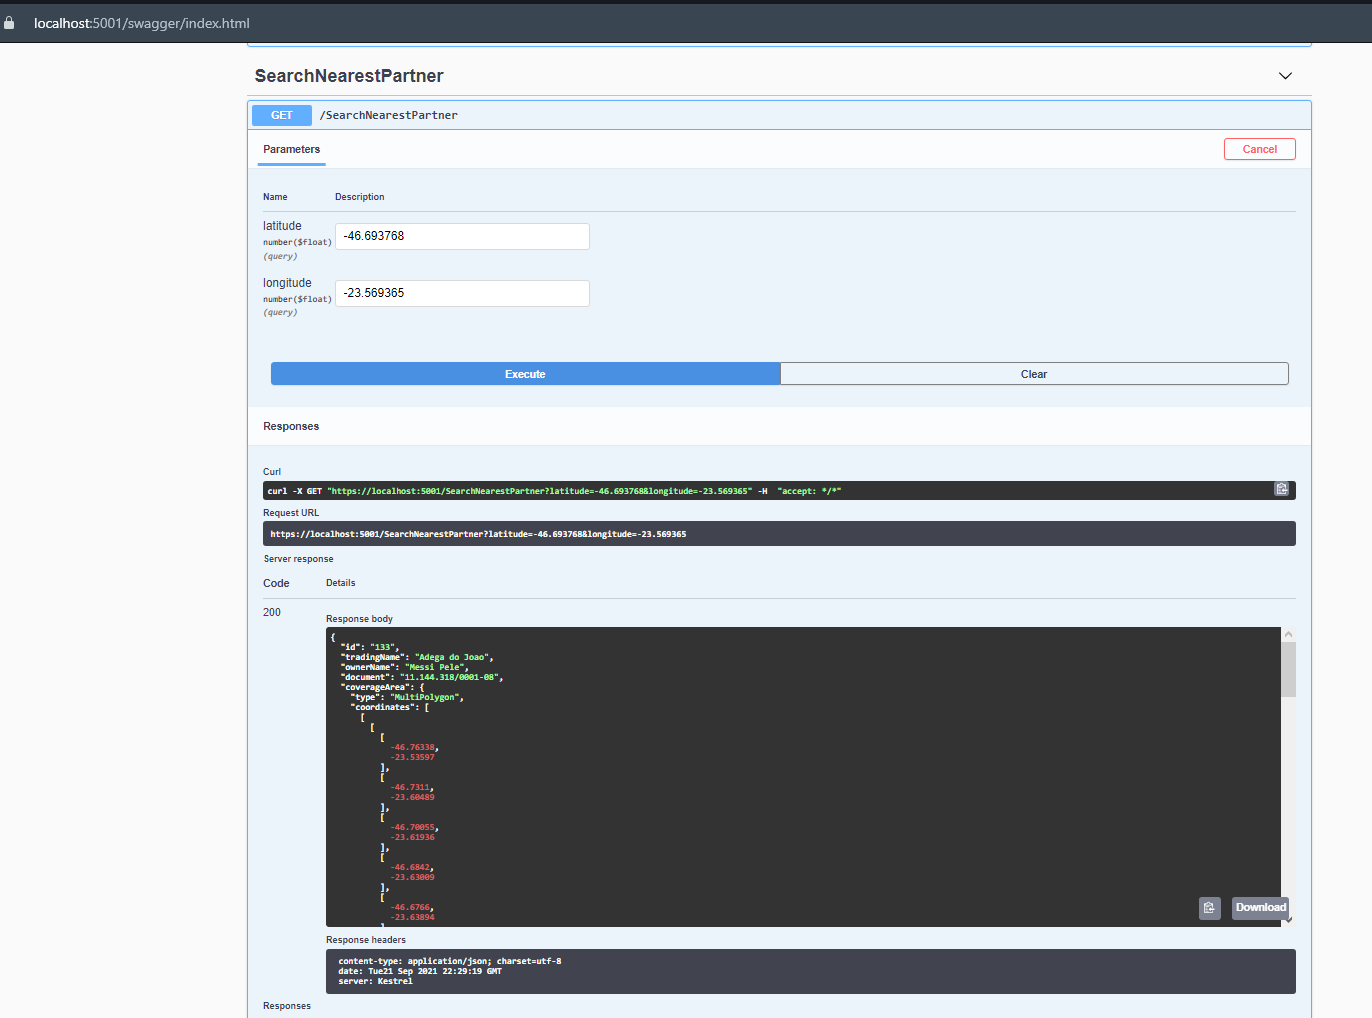 localhost:5001/swagger/index.html
SearchNearestPartner
GET /SearchNearestPartner
Parameters
Cancel
Name Description
latitude
number($float)
(query)
-46.693768
longitude
number($float)
(query)
-23.569365
Execute
Clear
Responses
Curl
curl -X GET "https://localhost:5001/SearchNearestPartner?latitude=-46.693768&longitude=-23.569365" -H  "accept: */*"
Request URL
https://localhost:5001/SearchNearestPartner?latitude=-46.693768&longitude=-23.569365
Server response
Code Details
200
Response body
{
"id": "133",
"tradingName": "Adega do Joao",
"ownerName": "Messi Pele",
"document": "11.144.318/0001-08",
"coverageArea": {
"type": "MultiPolygon",
"coordinates": [
[
[
[
-46.76338,
-23.53597
],
[
-46.7311,
-23.60489
],
[
-46.70055,
-23.61936
],
[
-46.6842,
-23.63009
],
[
-46.6766,
-23.63894
]
Download
Response headers
content-type: application/json; charset=utf-8
date: Tue21 Sep 2021 22:29:19 GMT
server: Kestrel
Responses